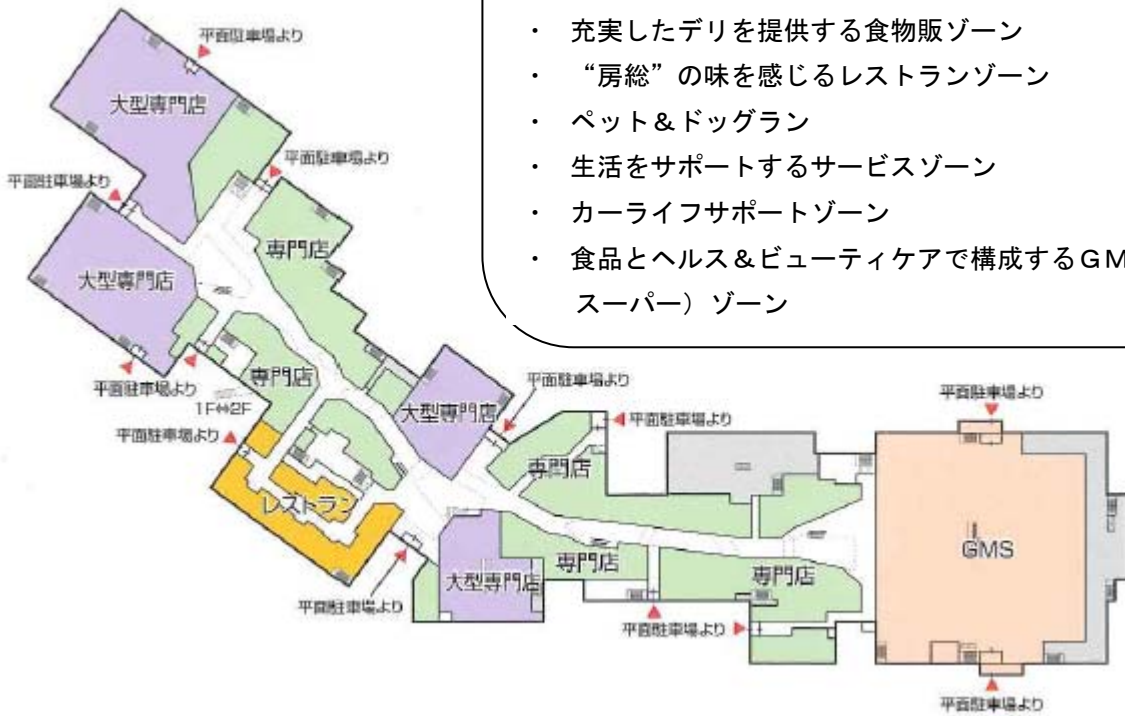 ・ 充実したデリを提供する食物販ゾーン
・ “房総”の味を感じるレストランゾーン
・ ペット＆ドッグラン
・ 生活をサポートするサービスゾーン
・ カーライフサポートゾーン
・ 食品とヘルス＆ビューティケアで構成するＧＭ
スーパー）ゾーン
平面駐車場より
大型専門店
平面駐車場より
平面駐車場より
専門店
大型専門店
平面駐車場より
専門店
1F⇔2F
平面駐車場より
大型専門店
平面駐車場より
平面駐車場より
平面駐車場より
専門店
レストラン
GMS
専門店
大型専門店
専門店
平面駐車場より
平面駐車場より
平面駐車場より